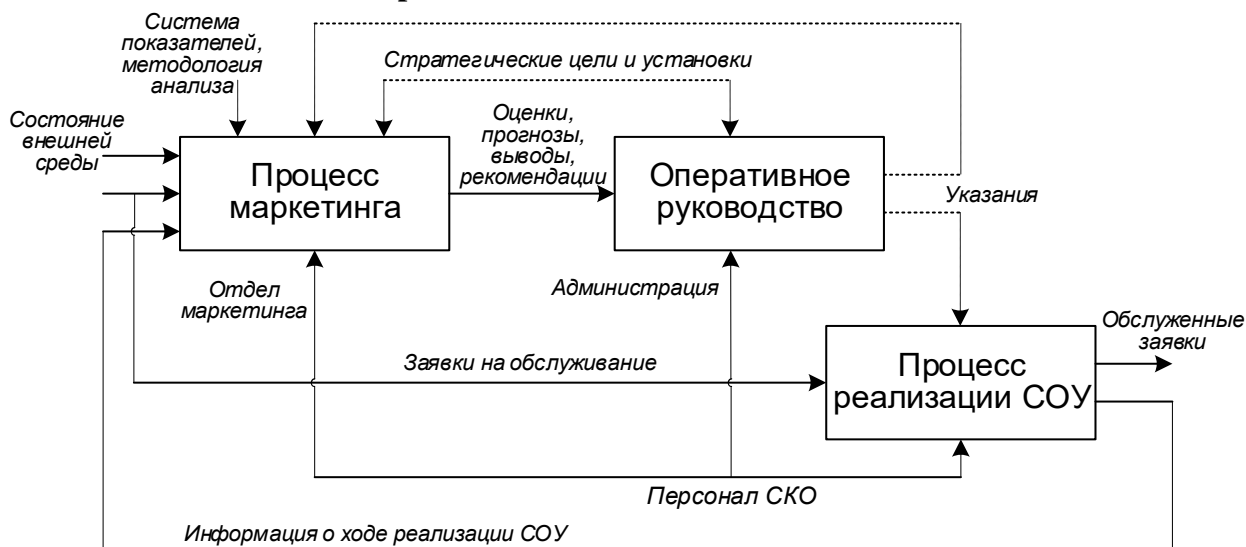 Система
показателей,
методология
анализа
Стратегические цели и установки
Состояние
внешней
среды
Оценки,
прогнозы,
выводы,
рекомендации
Процесс
маркетинга
Оперативное
руководство
Указания
Отдел
маркетинга
Администрация
Обслуженные
заявки
Заявки на обслуживание
Процесс
реализации СОУ
Персонал СКО
Информация о ходе реализации СОУ